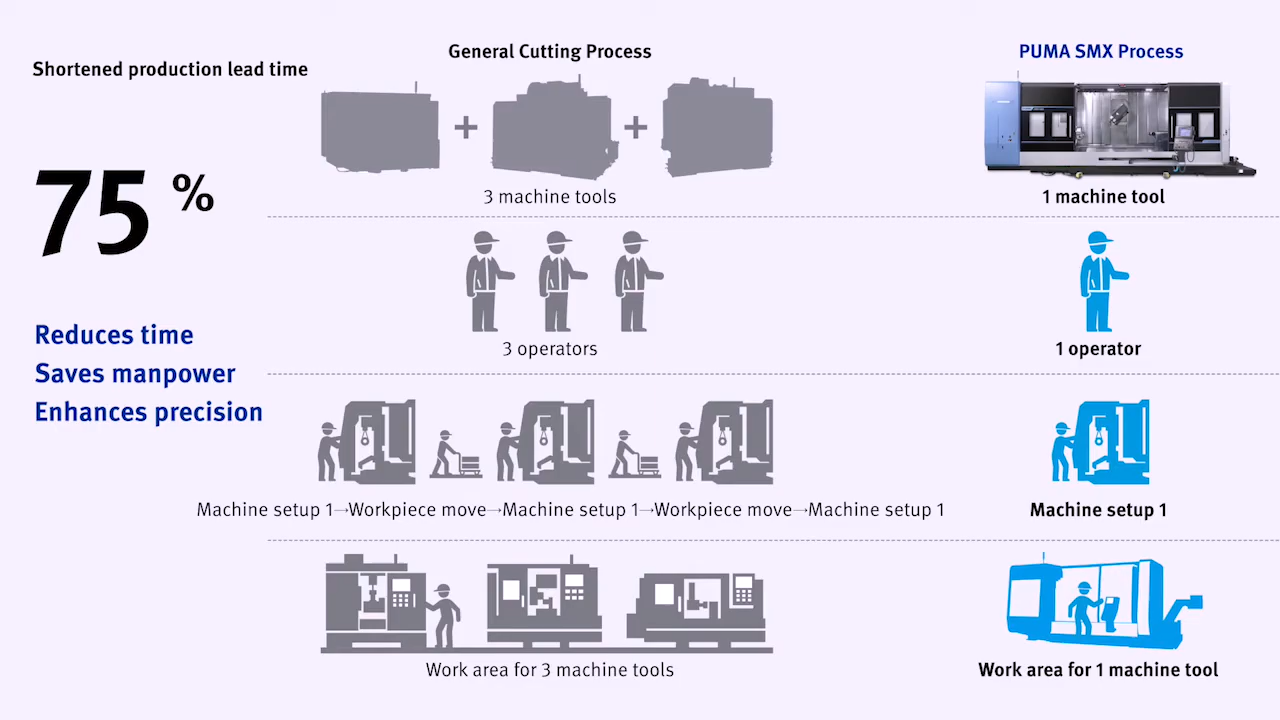 Shortened production lead time
75 %
Reduces time
Saves manpower
Enhances precision
General Cutting Process
PUMA SMX Process
3 machine tools
1 machine tool
3 operators
1 operator
Machine setup 1→Workpiece move→Machine setup 1→Workpiece move→Machine setup 1
Machine setup 1
Work area for 3 machine tools
Work area for 1 machine tool